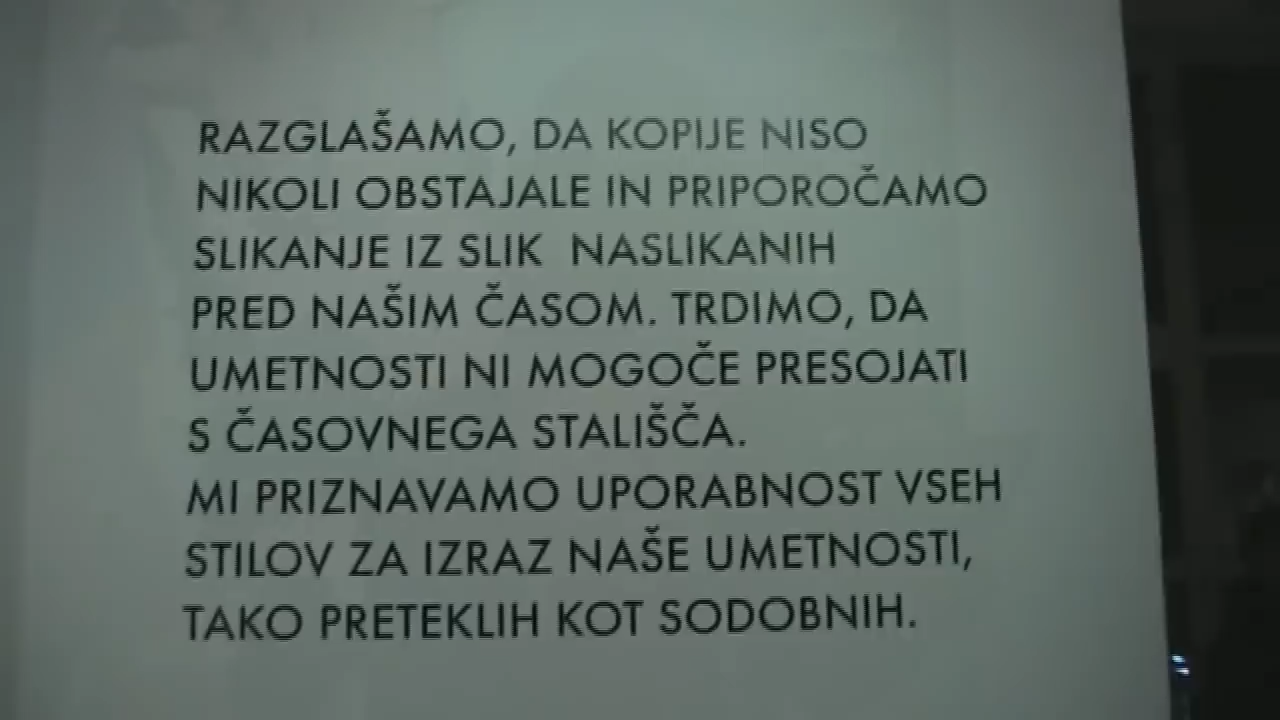 RAZGLAŠAMO, DA KOPIJE NISO
NIKOLI OBSTAJALE IN PRIPOROČAMO
SLIKANJE IZ SLIK  NASLIKANIH
PRED NAŠIM ČASOM. TRDIMO, DA
UMETNOSTI NI MOGOČE PRESOJATI
S ČASOVNEGA STALIŠČA.
MI PRIZNAVAMO UPORABNOST VSEH
STILOV ZA IZRAZ NAŠE UMETNOSTI,
TAKO PRETEKLIH KOT SODOBNIH.